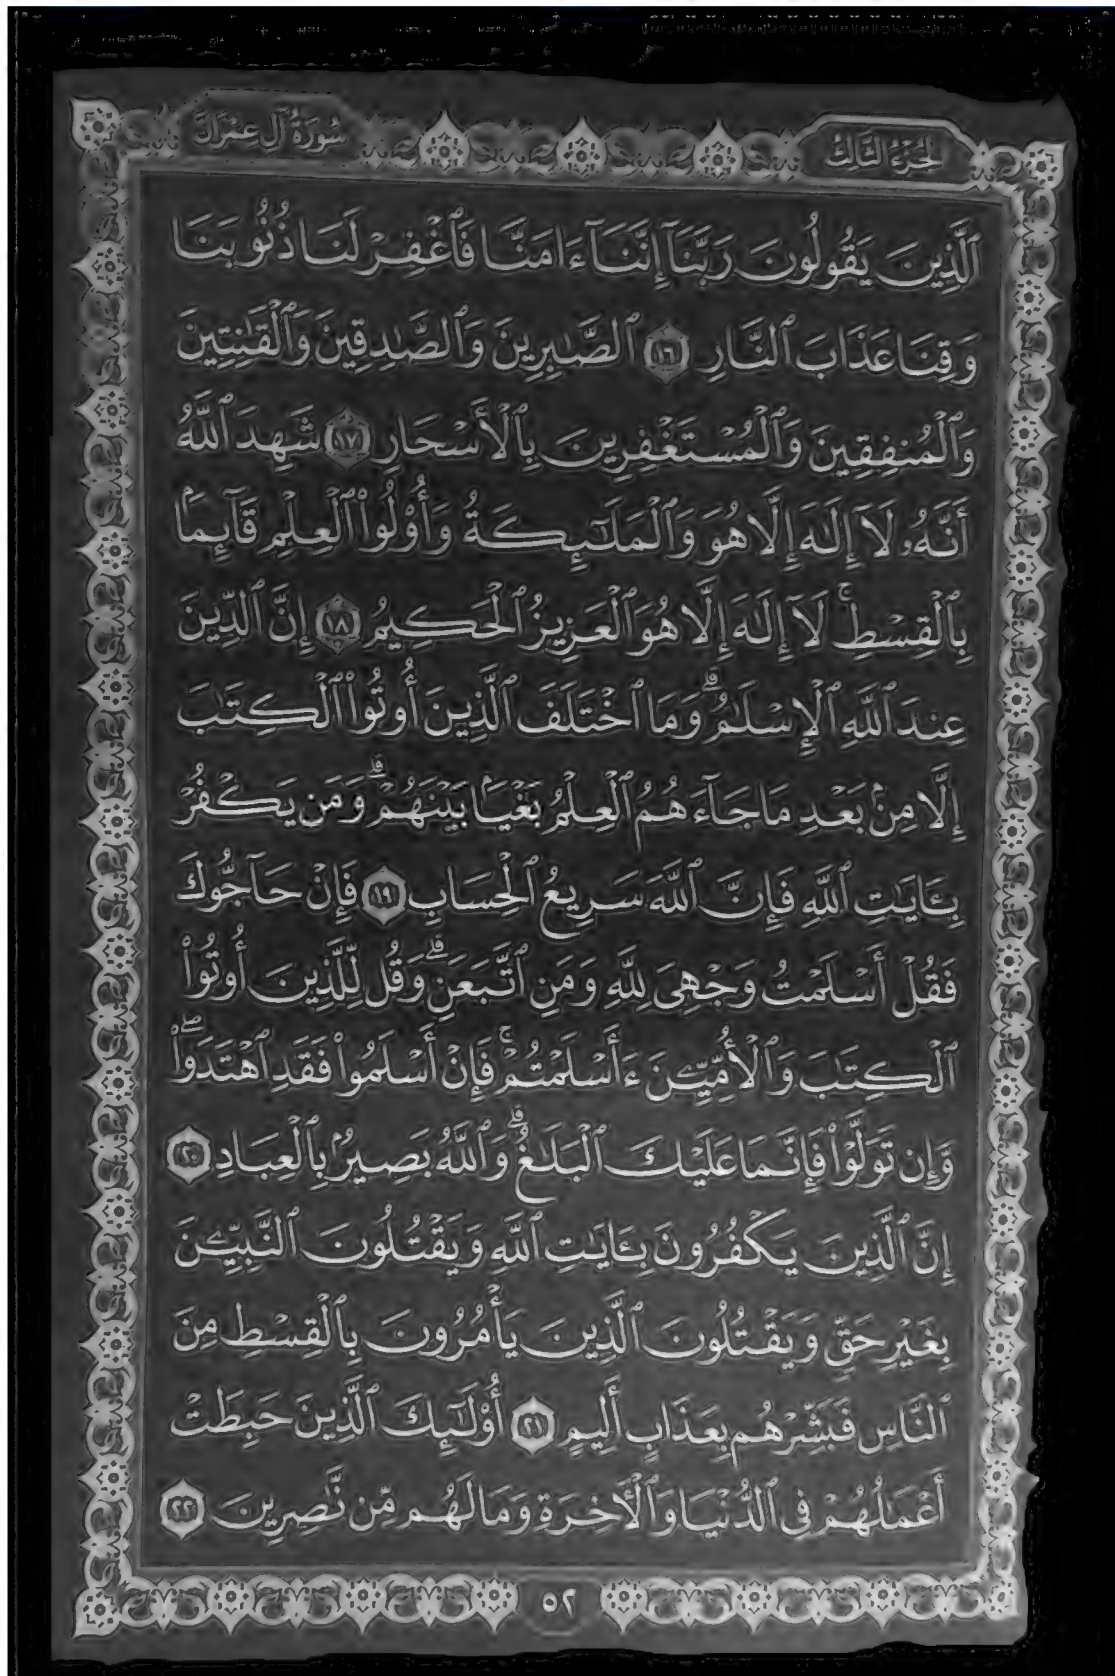 سُورَةُ آلِ عِمْرَانَ
الجُزْءُ الثَّالِثُ
ٱلَّذِينَ يَقُولُونَ رَبَّنَآ إِنَّنَآ ءَامَنَّا فَٱغْفِرْ لَنَا ذُنُوبَنَا
وَقِنَا عَذَابَ ٱلنَّارِ ١٦ ٱلصَّٰبِرِينَ وَٱلصَّٰدِقِينَ وَٱلْقَٰنِتِينَ
وَٱلْمُنفِقِينَ وَٱلْمُسْتَغْفِرِينَ بِٱلْأَسْحَارِ ١٧ شَهِدَ ٱللَّهُ
أَنَّهُۥ لَآ إِلَٰهَ إِلَّا هُوَ وَٱلْمَلَٰٓئِكَةُ وَأُوْلُواْ ٱلْعِلْمِ قَآئِمَۢا
بِٱلْقِسْطِۚ لَآ إِلَٰهَ إِلَّا هُوَ ٱلْعَزِيزُ ٱلْحَكِيمُ ١٨ إِنَّ ٱلدِّينَ
عِندَ ٱللَّهِ ٱلْإِسْلَٰمُۗ وَمَا ٱخْتَلَفَ ٱلَّذِينَ أُوتُواْ ٱلْكِتَٰبَ
إِلَّا مِنۢ بَعْدِ مَا جَآءَهُمُ ٱلْعِلْمُ بَغْيَۢا بَيْنَهُمْۗ وَمَن يَكْفُرْ
بِـَٔايَٰتِ ٱللَّهِ فَإِنَّ ٱللَّهَ سَرِيعُ ٱلْحِسَابِ ١٩ فَإِنْ حَآجُّوكَ
فَقُلْ أَسْلَمْتُ وَجْهِىَ لِلَّهِ وَمَنِ ٱتَّبَعَنِۗ وَقُل لِّلَّذِينَ أُوتُواْ
ٱلْكِتَٰبَ وَٱلْأُمِّيِّـۧنَ ءَأَسْلَمْتُمْۚ فَإِنْ أَسْلَمُواْ فَقَدِ ٱهْتَدَواْۖ
وَّإِن تَوَلَّوْاْ فَإِنَّمَا عَلَيْكَ ٱلْبَلَٰغُۗ وَٱللَّهُ بَصِيرُۢ بِٱلْعِبَادِ ٢٠
إِنَّ ٱلَّذِينَ يَكْفُرُونَ بِـَٔايَٰتِ ٱللَّهِ وَيَقْتُلُونَ ٱلنَّبِيِّـۧنَ
بِغَيْرِ حَقٍّ وَيَقْتُلُونَ ٱلَّذِينَ يَأْمُرُونَ بِٱلْقِسْطِ مِنَ
ٱلنَّاسِ فَبَشِّرْهُم بِعَذَابٍ أَلِيمٍ ٢١ أُوْلَٰٓئِكَ ٱلَّذِينَ حَبِطَتْ
أَعْمَٰلُهُمْ فِى ٱلدُّنْيَا وَٱلْأَخِرَةِ وَمَا لَهُم مِّن نَّٰصِرِينَ ٢٢
٥٢